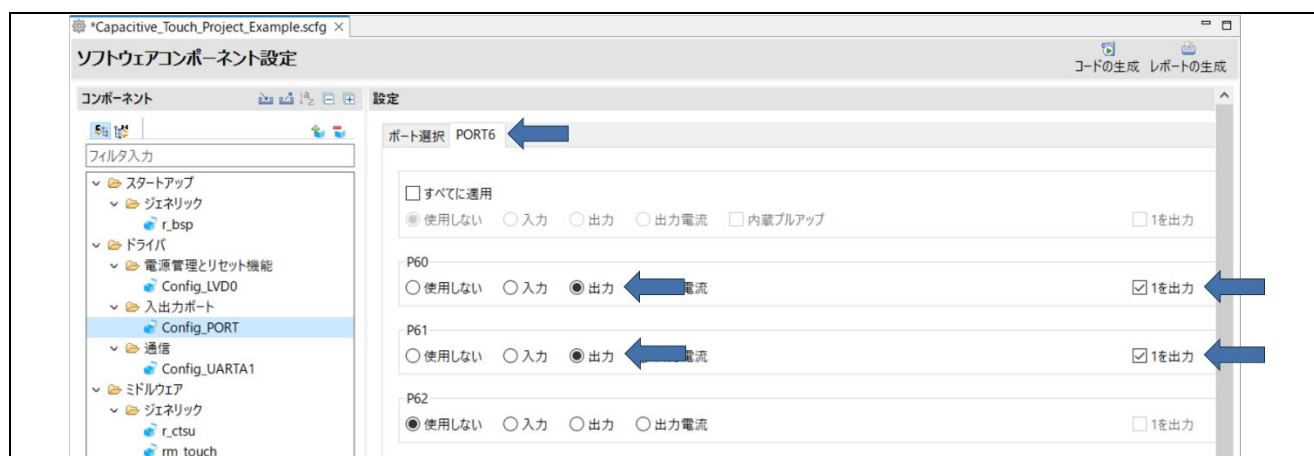 *Capacitive_Touch_Project_Example.scfg
ソフトウェアコンポーネント設定
コードの生成 レポートの生成
コンポーネント
設定
フィルタ入力
スタートアップ
ジェネリック
r_bsp
ドライバ
電源管理とリセット機能
Config_LVD0
入出力ポート
Config_PORT
通信
Config_UARTA1
ミドルウェア
ジェネリック
r_ctsu
rm_touch
ポート選択 PORT6
すべてに適用
使用しない 入力 出力 出力電流 内蔵プルアップ 1を出力
P60
使用しない 入力 出力 電流 1を出力
P61
使用しない 入力 出力 電流 1を出力
P62
使用しない 入力 出力 出力電流 1を出力